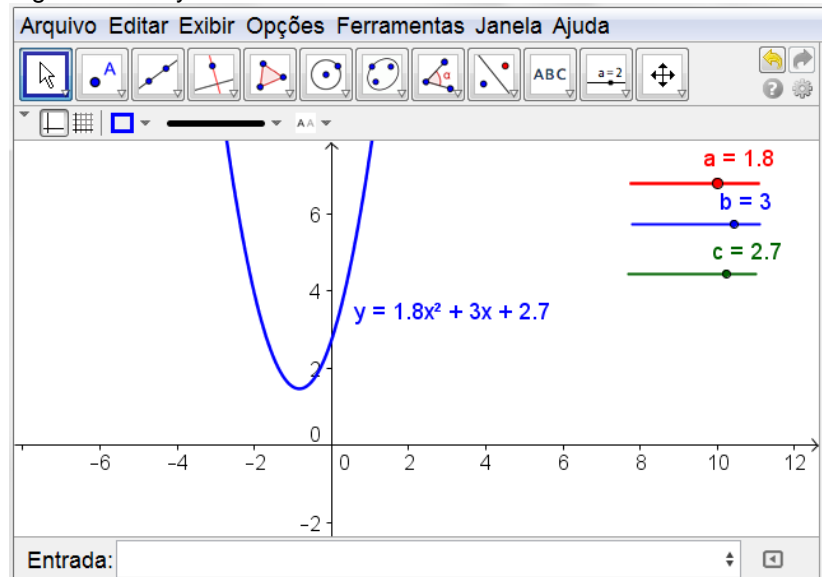 Arquivo Editar Exibir Opções Ferramentas Janela Ajuda
A
α
ABC
a=2
AA
a = 1.8
b = 3
c = 2.7
6
4
y = 1.8x² + 3x + 2.7
2
0
−6 −4 −2 0 2 4 6 8 10 12
−2
Entrada: